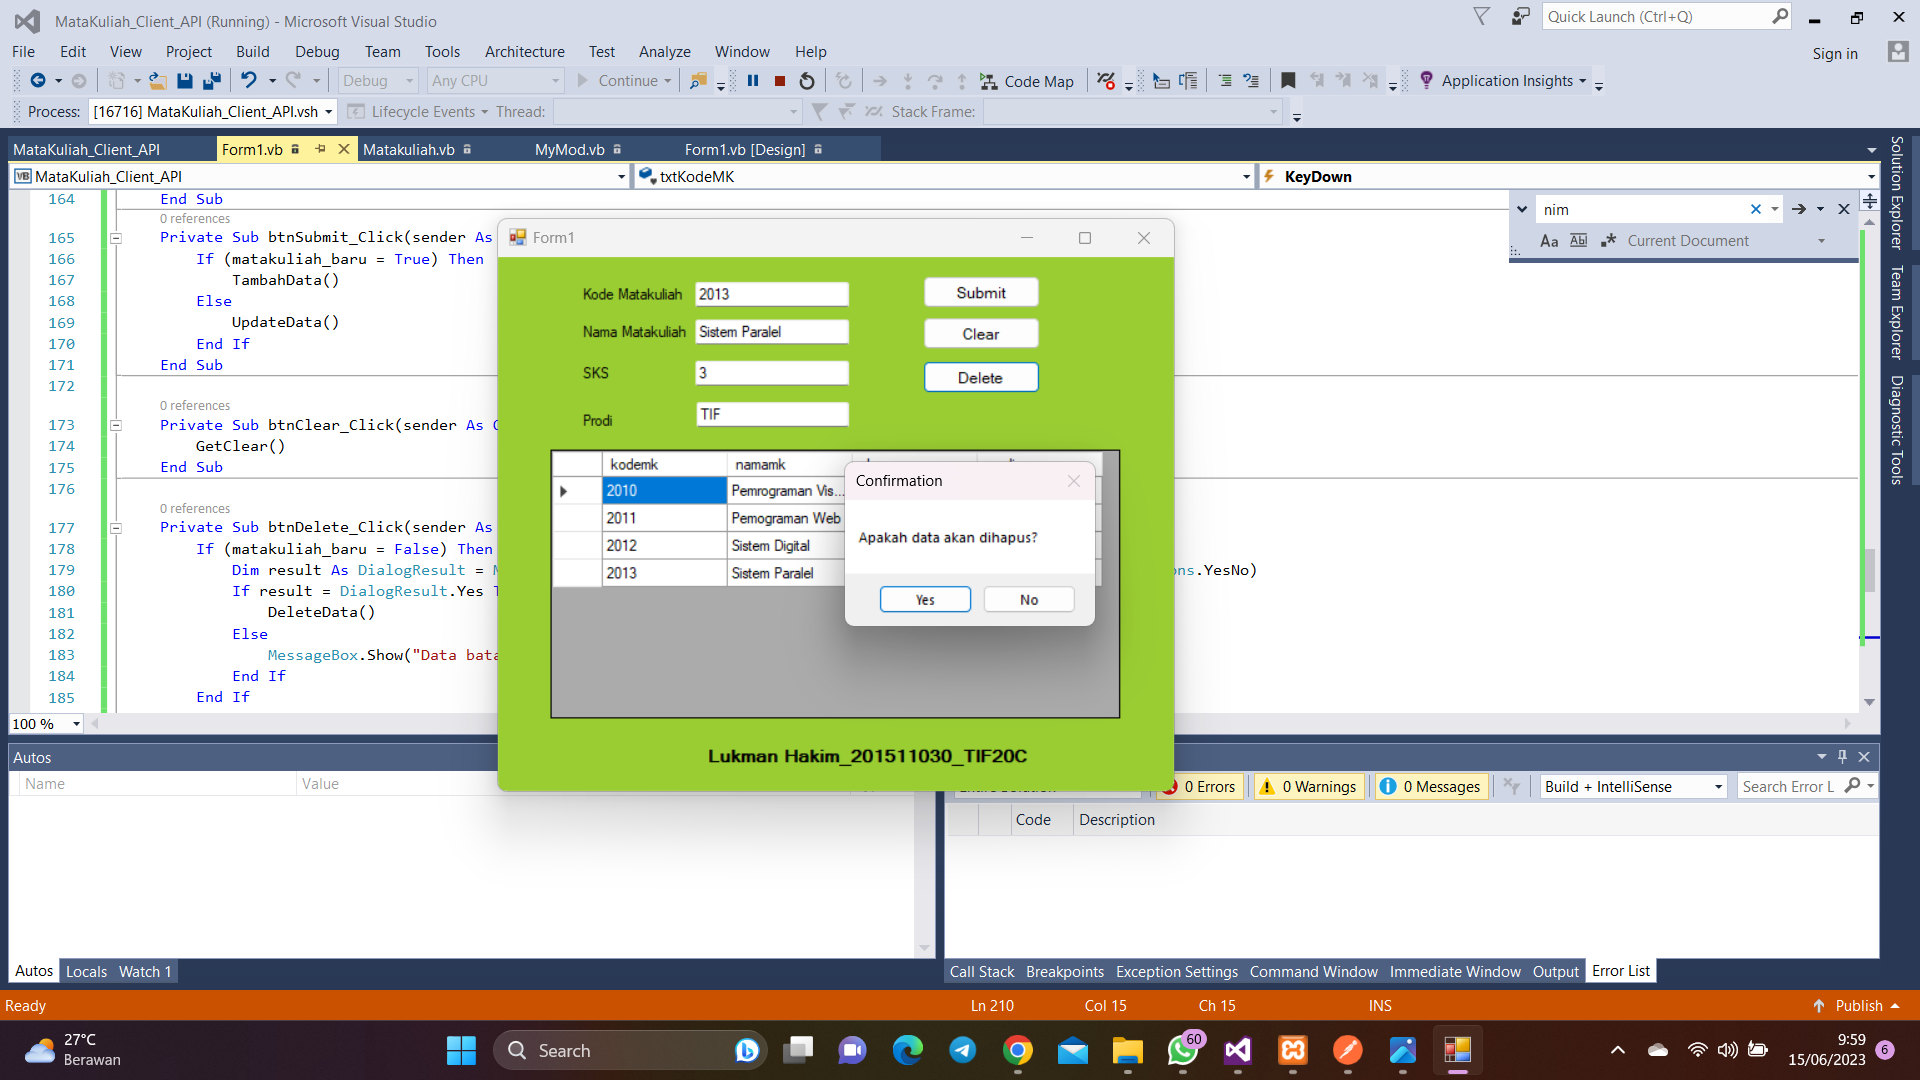 MataKuliah_Client_API (Running) - Microsoft Visual Studio
Quick Launch (Ctrl+Q)
File Edit View Project Build Debug Team Tools Architecture Test Analyze Window Help
Sign in
Debug Any CPU Continue Code Map Application Insights
Process: [16716] MataKuliah_Client_API.vsh Lifecycle Events Thread: Stack Frame:
MataKuliah_Client_API Form1.vb Matakuliah.vb MyMod.vb Form1.vb [Design]
VB MataKuliah_Client_API txtKodeMK KeyDown
nim
Aa Ab Current Document
Solution Explorer
Team Explorer
Diagnostic Tools
164 End Sub
0 references
165 Private Sub btnSubmit_Click(sender As
166 If (matakuliah_baru = True) Then
167 TambahData()
168 Else
169 UpdateData()
170 End If
171 End Sub
172
0 references
173 Private Sub btnClear_Click(sender As
174 GetClear()
175 End Sub
176
0 references
177 Private Sub btnDelete_Click(sender As
178 If (matakuliah_baru = False) Then
179 Dim result As DialogResult = ons.YesNo)
180 If result = DialogResult.Yes
181 DeleteData()
182 Else
183 MessageBox.Show("Data bata
184 End If
185 End If
100 %
Form1
Kode Matakuliah 2013 Submit
Nama Matakuliah Sistem Paralel Clear
SKS 3 Delete
Prodi TIF
kodemk namamk
2010 Pemrograman Vis...
2011 Pemograman Web
2012 Sistem Digital
2013 Sistem Paralel
Confirmation
Apakah data akan dihapus?
Yes No
Lukman Hakim_201511030_TIF20C
Autos
Name Value
0 Errors 0 Warnings 0 Messages Build + IntelliSense Search Error L
Code Description
Autos Locals Watch 1
Call Stack Breakpoints Exception Settings Command Window Immediate Window Output Error List
Ready Ln 210 Col 15 Ch 15 INS Publish
27°C
Berawan
Search
60
9:59
15/06/2023
6